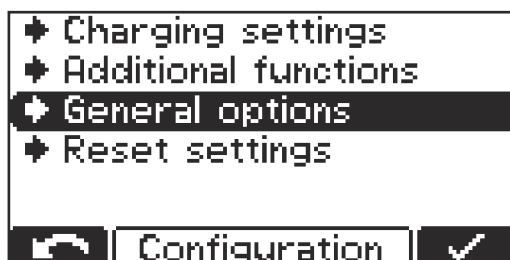 Charging settings
Additional functions
General options
Reset settings
Configuration